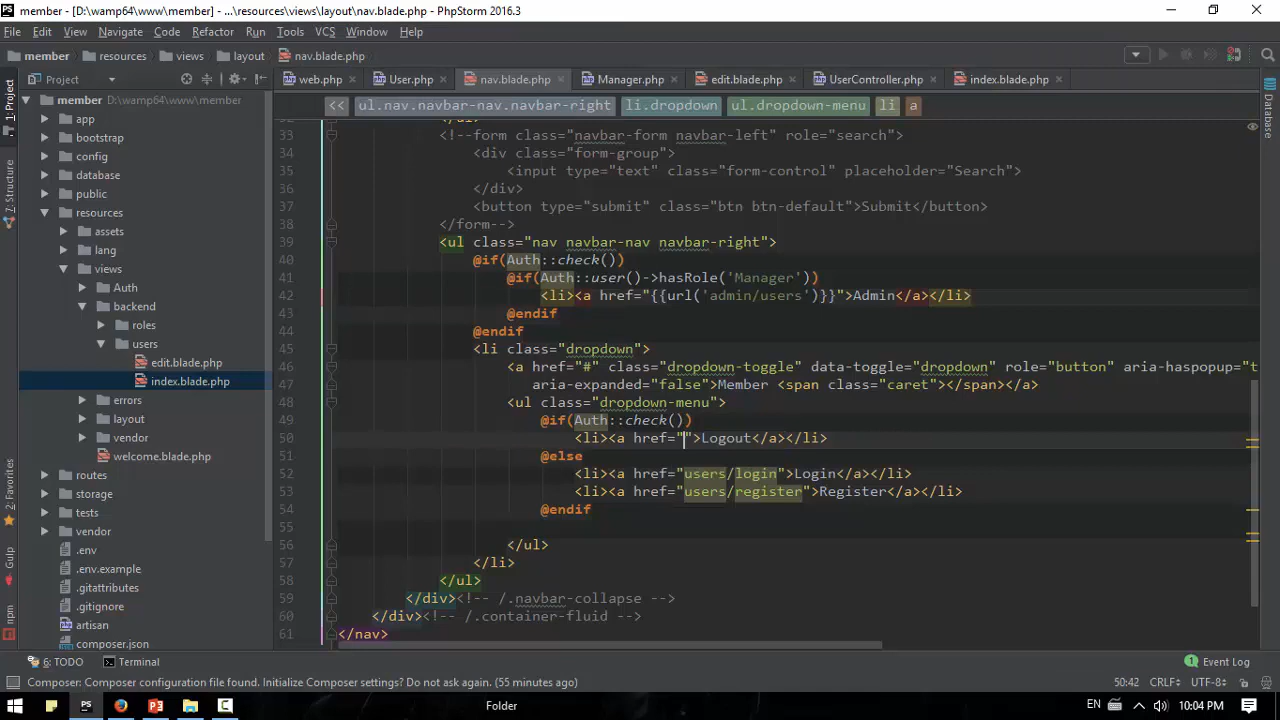 member - [D:\wamp64\www\member] - ...\resources\views\layout\nav.blade.php - PhpStorm 2016.3
File Edit View Navigate Code Refactor Run Tools VCS Window Help
member resources views layout nav.blade.php
Project web.php User.php nav.blade.php Manager.php edit.blade.php UserController.php index.blade.php
<< ul.nav.navbar-nav.navbar-right li.dropdown ul.dropdown-menu li a
1: Project
7: Structure
2: Favorites
Gulp
npm
Database
member D:\wamp64\www\member
app
bootstrap
config
database
public
resources
assets
lang
views
Auth
backend
roles
users
edit.blade.php
index.blade.php
errors
layout
vendor
welcome.blade.php
routes
storage
tests
vendor
.env
.env.example
.gitattributes
.gitignore
artisan
composer.json
33 <!--form class="navbar-form navbar-left" role="search">
34 <div class="form-group">
35 <input type="text" class="form-control" placeholder="Search">
36 </div>
37 <button type="submit" class="btn btn-default">Submit</button>
38 </form-->
39 <ul class="nav navbar-nav navbar-right">
40 @if(Auth::check())
41 @if(Auth::user()->hasRole('Manager'))
42 <li><a href="{{url('admin/users')}}">Admin</a></li>
43 @endif
44 @endif
45 <li class="dropdown">
46 <a href="#" class="dropdown-toggle" data-toggle="dropdown" role="button" aria-haspopup="t
47 aria-expanded="false">Member <span class="caret"></span></a>
48 <ul class="dropdown-menu">
49 @if(Auth::check())
50 <li><a href="">Logout</a></li>
51 @else
52 <li><a href="users/login">Login</a></li>
53 <li><a href="users/register">Register</a></li>
54 @endif
55
56 </ul>
57 </li>
58 </ul>
59 </div><!-- /.navbar-collapse -->
60 </div><!-- /.container-fluid -->
61 </nav>
6: TODO Terminal 1 Event Log
Composer: Composer configuration file found. Initialize Composer settings? Do not ask again. (55 minutes ago) 50:42 CRLF÷ UTF-8÷
Folder EN 10:04 PM